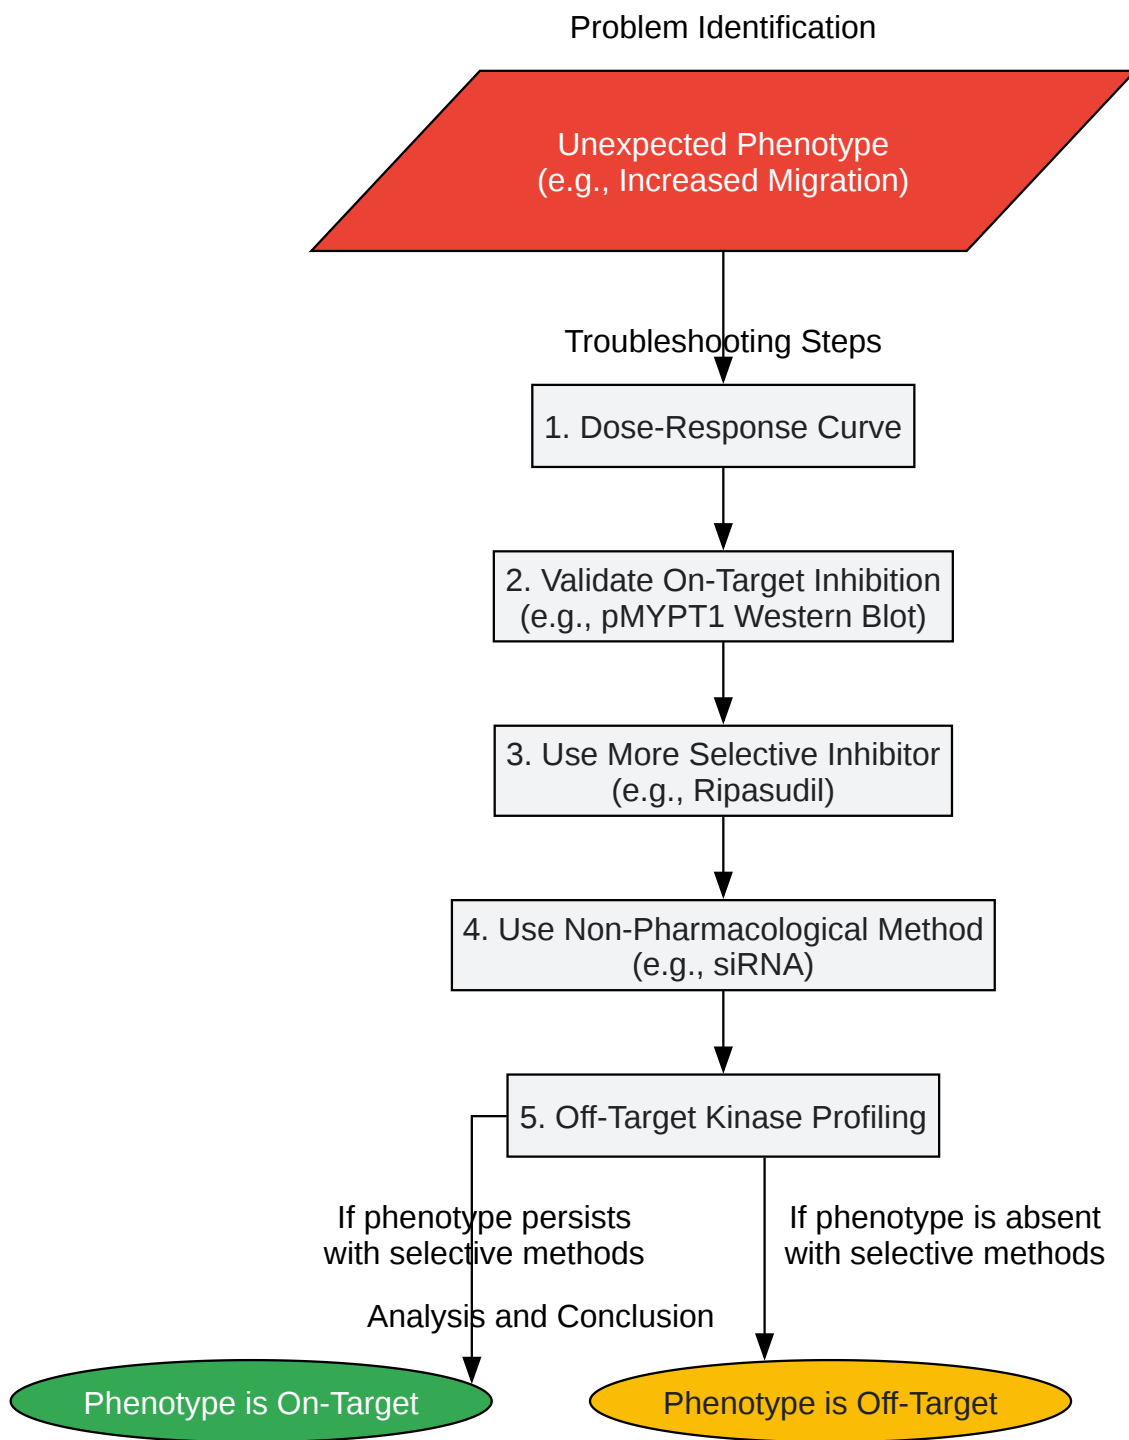 Problem Identification
Unexpected Phenotype
(e.g., Increased Migration)
Troubleshooting Steps
1. Dose-Response Curve
2. Validate On-Target Inhibition
(e.g., pMYPT1 Western Blot)
3. Use More Selective Inhibitor
(e.g., Ripasudil)
4. Use Non-Pharmacological Method
(e.g., siRNA)
5. Off-Target Kinase Profiling
If phenotype persists
with selective methods
If phenotype is absent
with selective methods
Analysis and Conclusion
Phenotype is On-Target
Phenotype is Off-Target